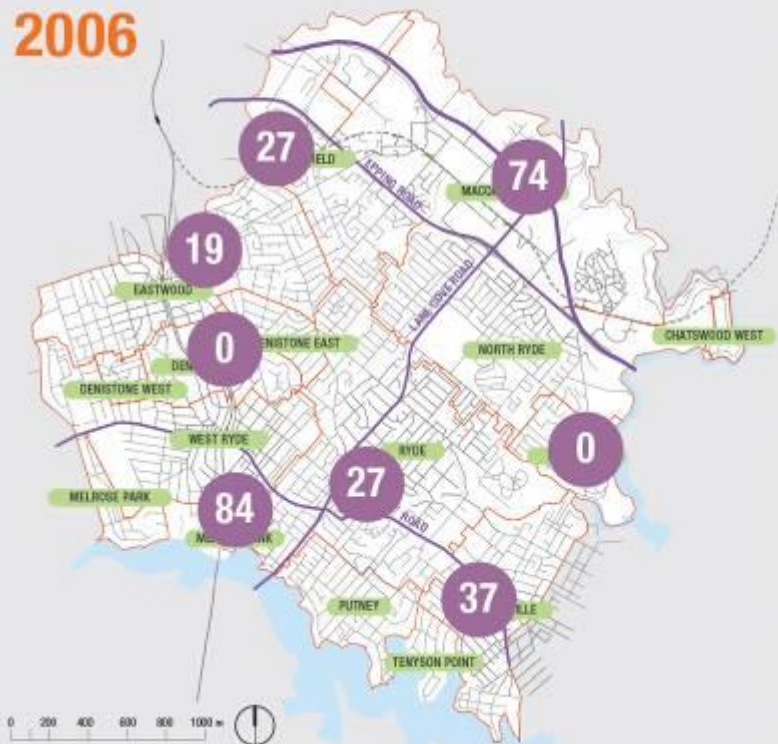 2006
27
74
EPPING ROAD
19
EASTWOOD
LANE COVE ROAD
CHATSWOOD WEST
0
DENISTONE EAST
NORTH RYDE
DENISTONE WEST
WEST RYDE
RYDE
0
MELROSE PARK
84
27
ROAD
PUTNEY
37
TENYSON POINT
0 200 400 600 800 1000 m